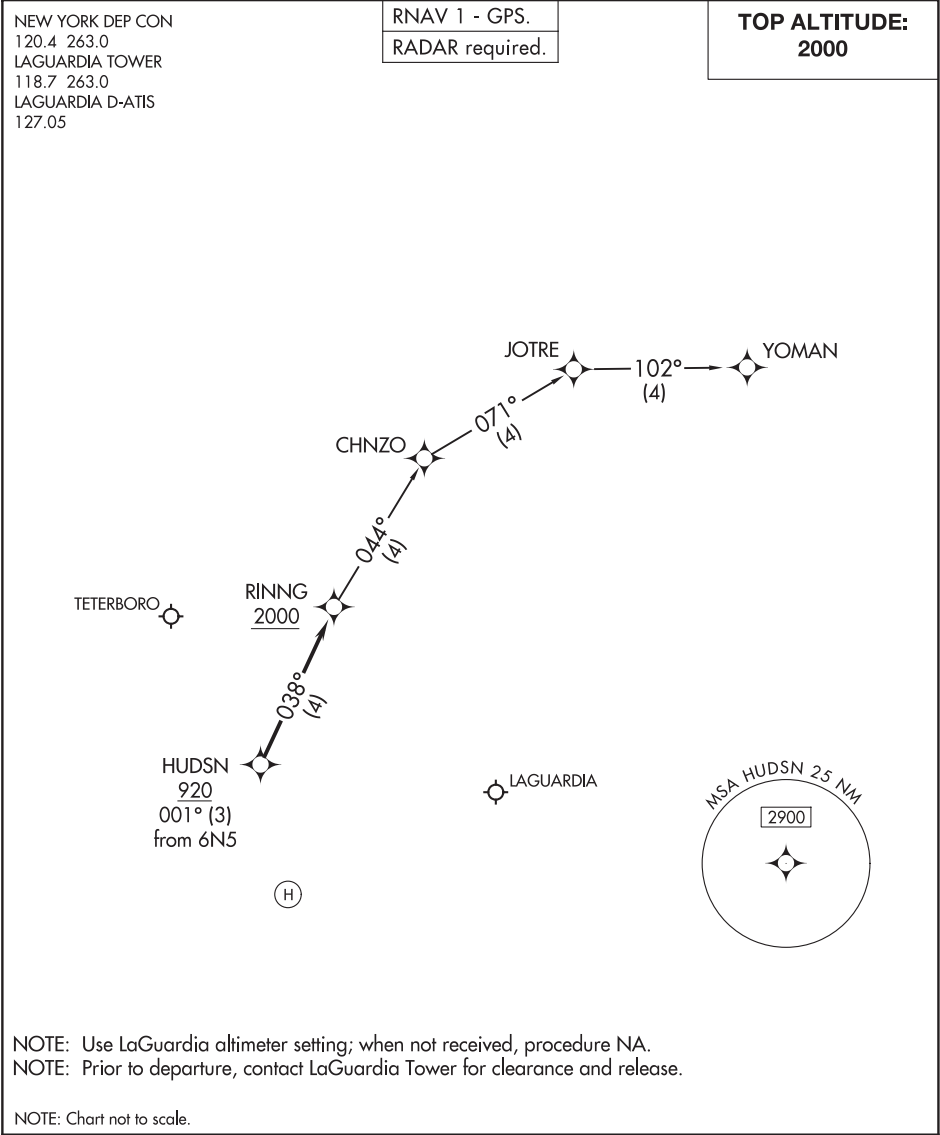 NEW YORK DEP CON
120.4 263.0
LAGUARDIA TOWER
118.7 263.0
LAGUARDIA D-ATIS
127.05
RNAV 1 - GPS.
RADAR required.
TOP ALTITUDE:
2000
JOTRE
102°
(4)
YOMAN
071°
(4)
CHNZO
044°
(4)
RINNG
2000
TETERBORO
038°
(4)
HUDSN
920
001° (3)
from 6N5
LAGUARDIA
MSA HUDSN 25 NM
2900
H
NOTE: Use LaGuardia altimeter setting; when not received, procedure NA.
NOTE: Prior to departure, contact LaGuardia Tower for clearance and release.
NOTE: Chart not to scale.